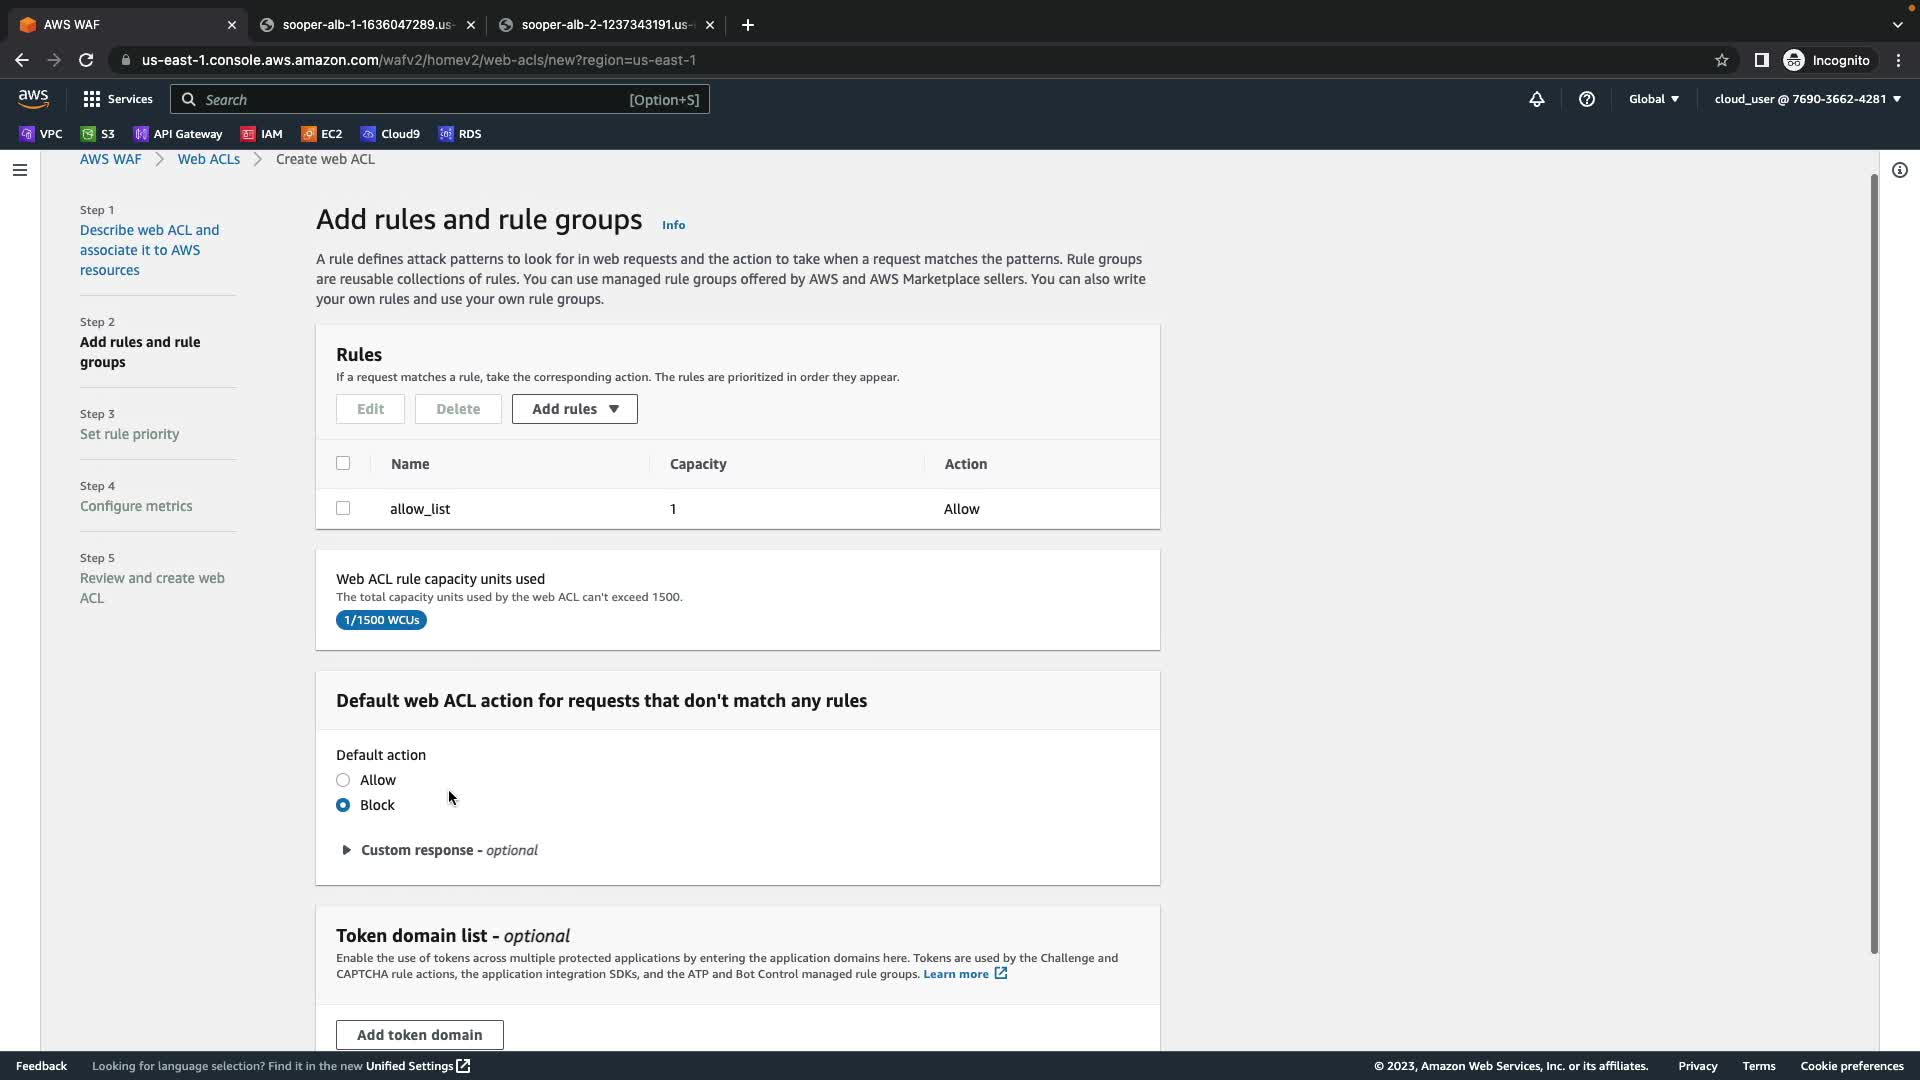 AWS WAF
sooper-alb-1-1636047289.us-
sooper-alb-2-1237343191.us-
us-east-1.console.aws.amazon.com/wafv2/homev2/web-acls/new?region=us-east-1
Incognito
aws
Services
Search
[Option+S]
Global
cloud_user @ 7690-3662-4281
VPC
S3
API Gateway
IAM
EC2
Cloud9
RDS
AWS WAF
Web ACLs
Create web ACL
Step 1
Describe web ACL and
associate it to AWS
resources
Step 2
Add rules and rule
groups
Step 3
Set rule priority
Step 4
Configure metrics
Step 5
Review and create web
ACL
Add rules and rule groups Info
A rule defines attack patterns to look for in web requests and the action to take when a request matches the patterns. Rule groups
are reusable collections of rules. You can use managed rule groups offered by AWS and AWS Marketplace sellers. You can also write
your own rules and use your own rule groups.
Rules
If a request matches a rule, take the corresponding action. The rules are prioritized in order they appear.
Edit
Delete
Add rules
Name Capacity Action
allow_list 1 Allow
Web ACL rule capacity units used
The total capacity units used by the web ACL can't exceed 1500.
1/1500 WCUs
Default web ACL action for requests that don't match any rules
Default action
Allow
Block
Custom response - optional
Token domain list - optional
Enable the use of tokens across multiple protected applications by entering the application domains here. Tokens are used by the Challenge and
CAPTCHA rule actions, the application integration SDKs, and the ATP and Bot Control managed rule groups. Learn more
Add token domain
Feedback
Looking for language selection? Find it in the new Unified Settings
© 2023, Amazon Web Services, Inc. or its affiliates.
Privacy
Terms
Cookie preferences